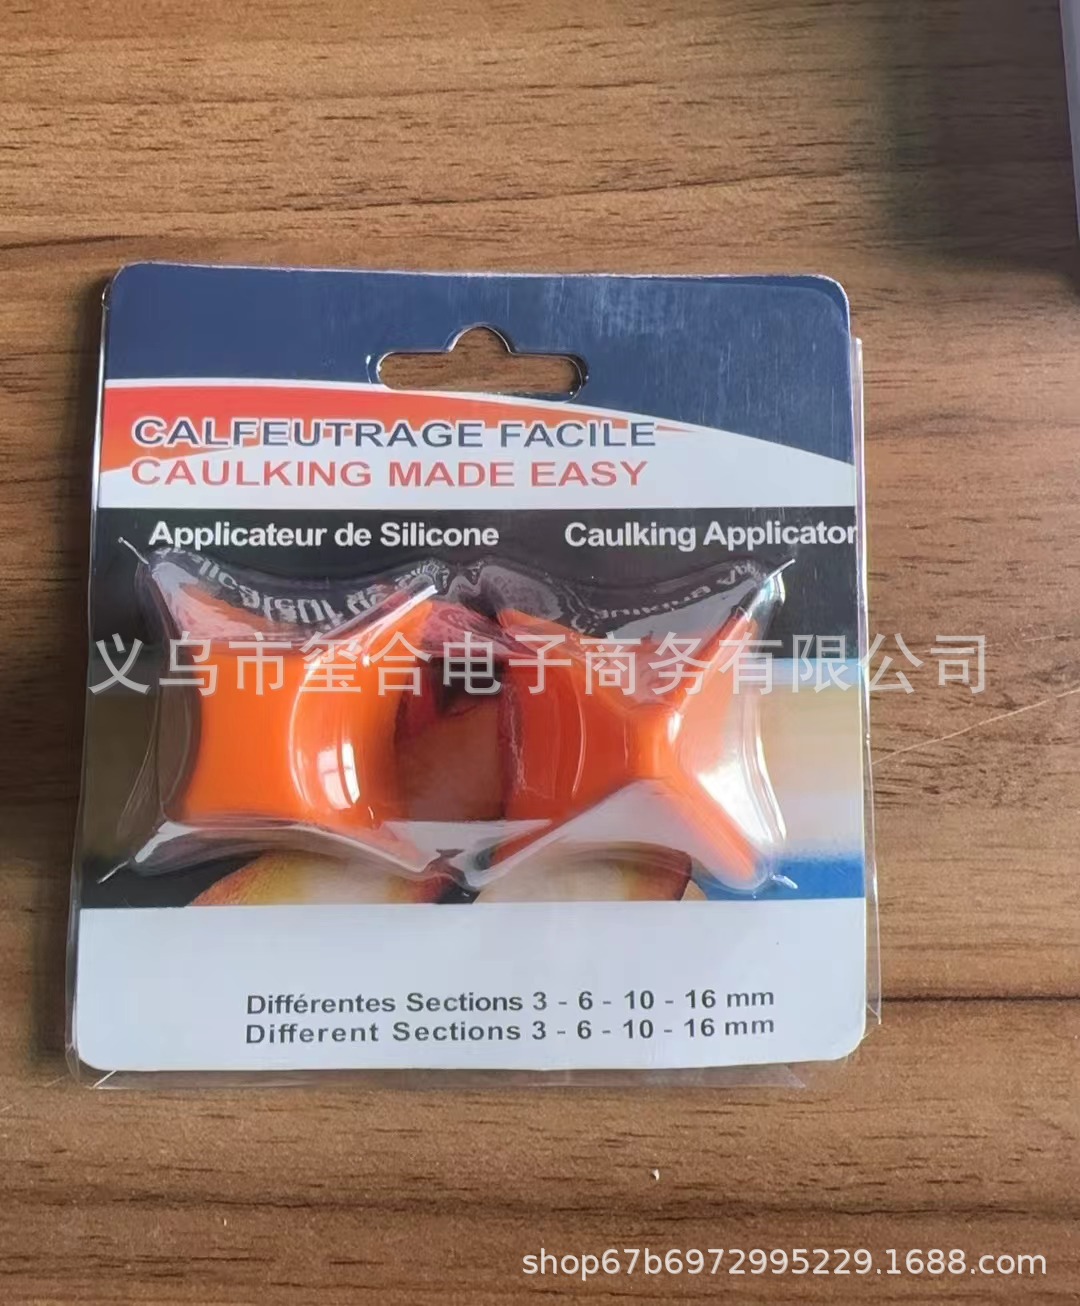 CALFEUTRAGE FACILE
CAULKING MADE EASY
Applicateur de Silicone Caulking Applicator
义乌市玺合电子商务有限公司
Différentes Sections 3 - 6 - 10 - 16 mm
Different Sections 3 - 6 - 10 - 16 mm
shop67b6972995229.1688.com